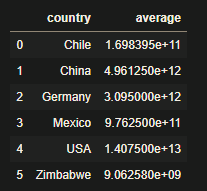 country average
0 Chile 1.698395e+11
1 China 4.961250e+12
2 Germany 3.095000e+12
3 Mexico 9.762500e+11
4 USA 1.407500e+13
5 Zimbabwe 9.062580e+09